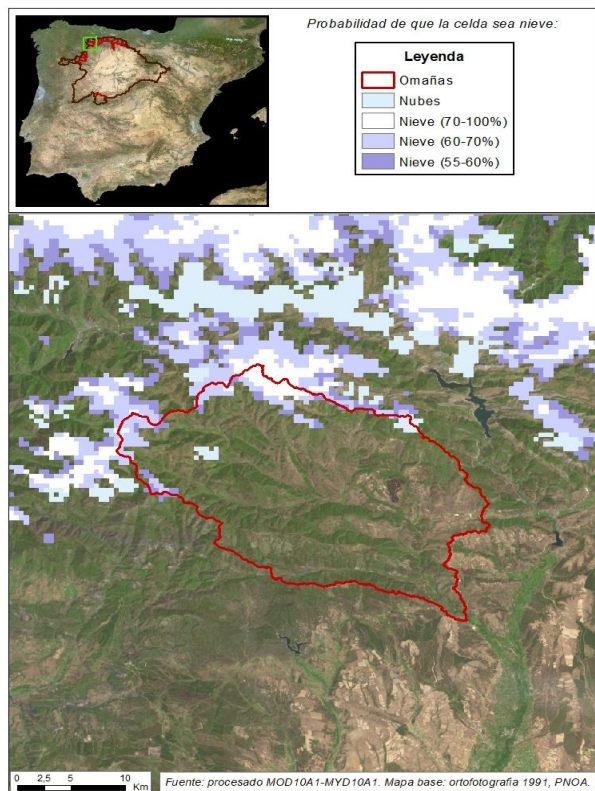 Probabilidad de que la celda sea nieve:
Leyenda
Omañas
Nubes
Nieve (70-100%)
Nieve (60-70%)
Nieve (55-60%)
0 2,5 5 10
Km
Fuente: procesado MOD10A1-MYD10A1. Mapa base: ortofotografia 1991, PNOA.